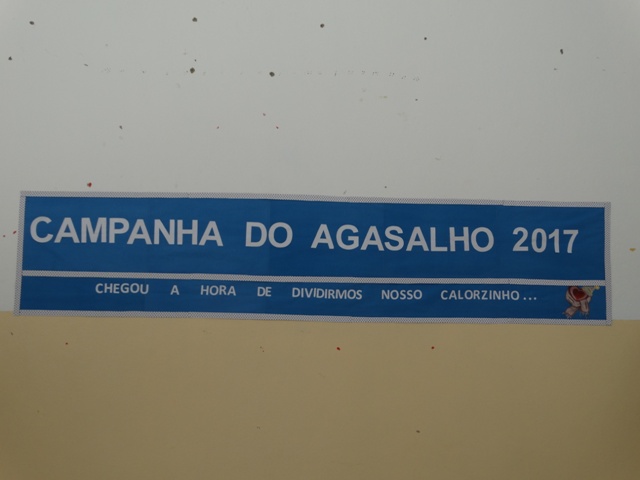 CAMPANHA DO AGASALHO 2017
CHEGOU A HORA DE DIVIDIRMOS NOSSO CALORZINHO...